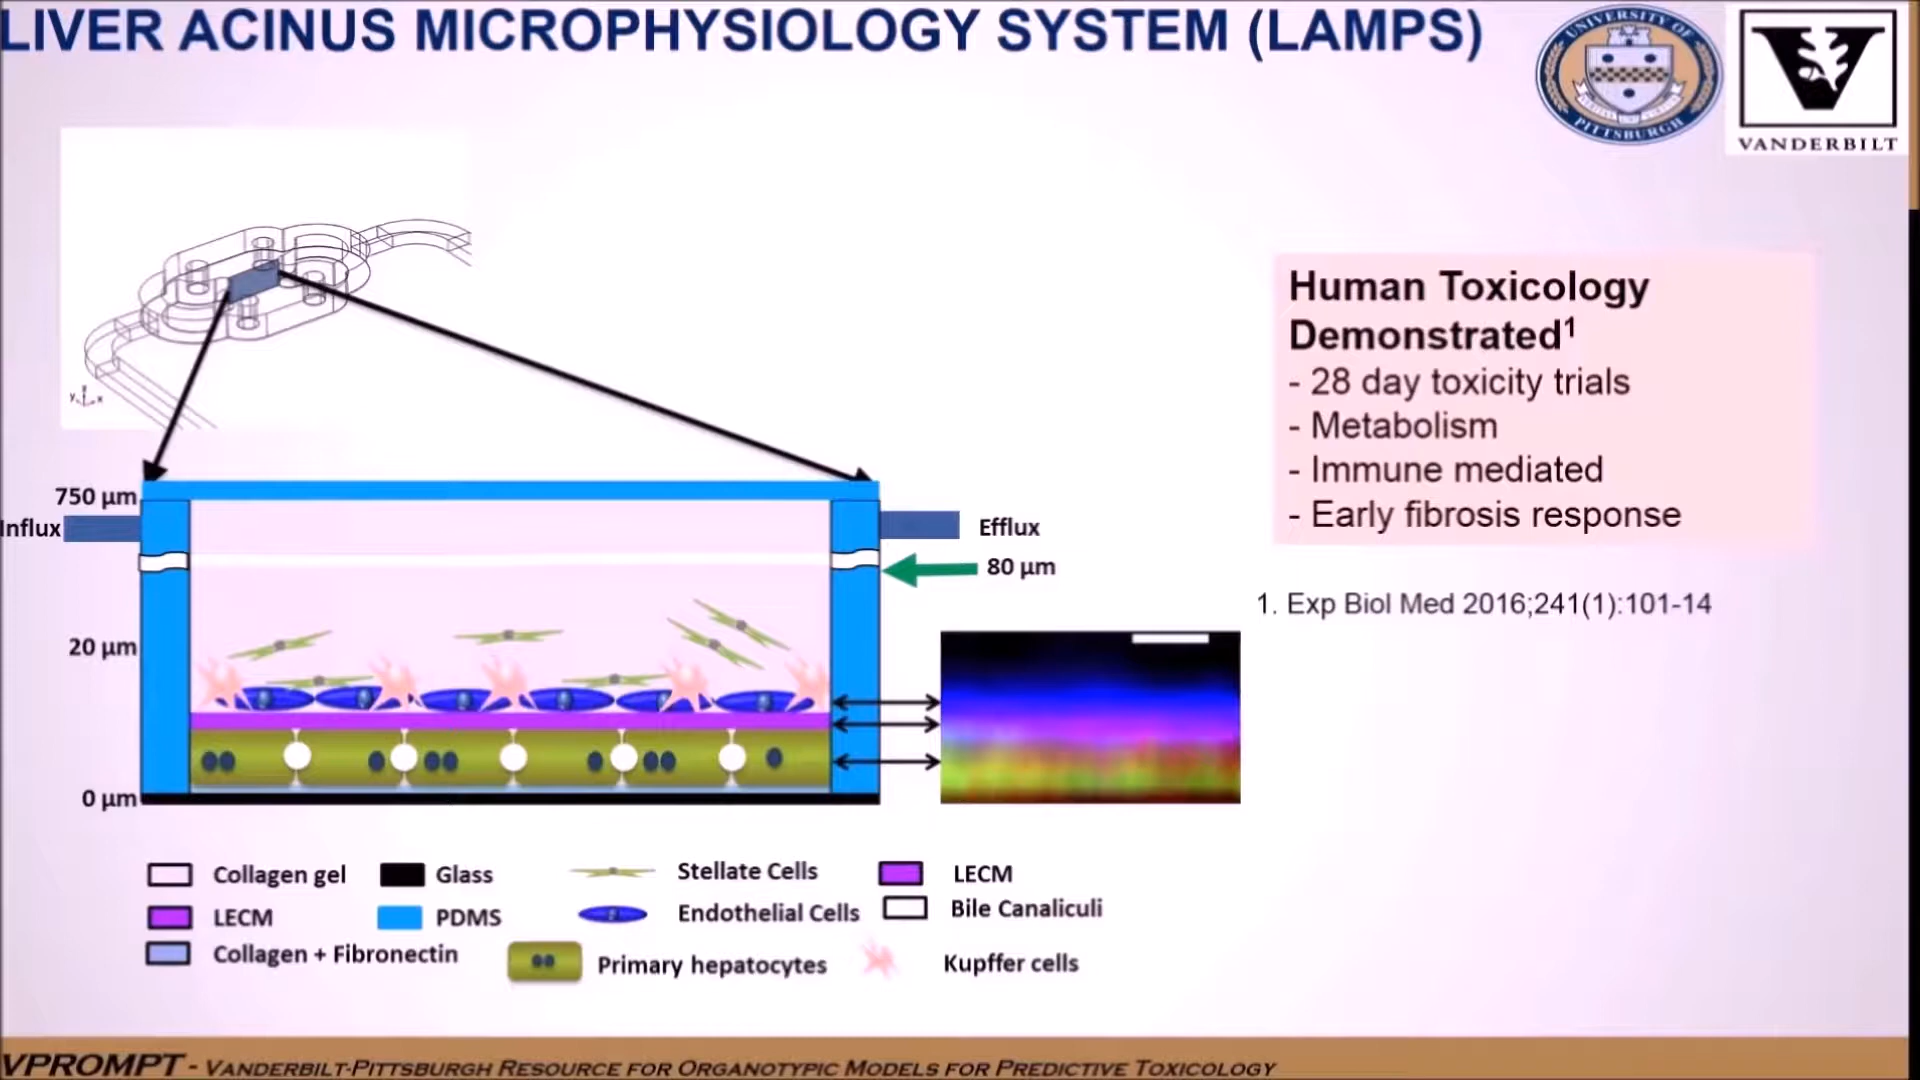 LIVER ACINUS MICROPHYSIOLOGY SYSTEM (LAMPS)
UNIVERSITY OF
PITTSBURGH
VANDERBILT
y
x
Human Toxicology
Demonstrated1
- 28 day toxicity trials
- Metabolism
- Immune mediated
- Early fibrosis response
1. Exp Biol Med 2016;241(1):101-14
750 µm
Influx
Efflux
80 µm
20 µm
0 µm
Collagen gel
Glass
Stellate Cells
LECM
LECM
PDMS
Endothelial Cells
Bile Canaliculi
Collagen + Fibronectin
Primary hepatocytes
Kupffer cells
VPROMPT - VANDERBILT-PITTSBURGH RESOURCE FOR ORGANOTYPIC MODELS FOR PREDICTIVE TOXICOLOGY